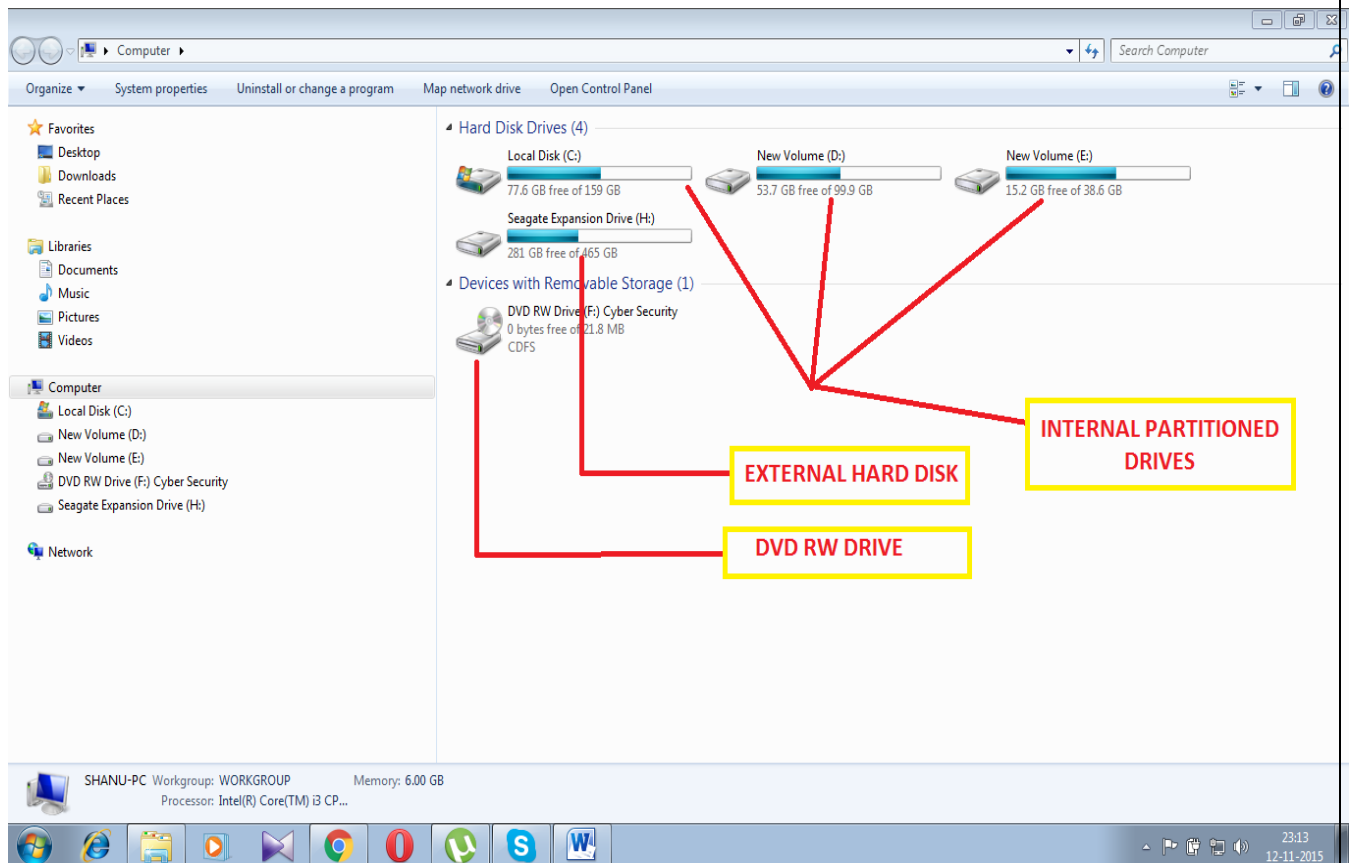 Computer
Search Computer
Organize
System properties
Uninstall or change a program
Map network drive
Open Control Panel
Favorites
Desktop
Downloads
Recent Places
Libraries
Documents
Music
Pictures
Videos
Computer
Local Disk (C:)
New Volume (D:)
New Volume (E:)
DVD RW Drive (F:) Cyber Security
Seagate Expansion Drive (H:)
Network
Hard Disk Drives (4)
Local Disk (C:)
77.6 GB free of 159 GB
New Volume (D:)
53.7 GB free of 99.9 GB
New Volume (E:)
15.2 GB free of 38.6 GB
Seagate Expansion Drive (H:)
281 GB free of 465 GB
Devices with Removable Storage (1)
DVD RW Drive (F:) Cyber Security
0 bytes free of 21.8 MB
CDFS
INTERNAL PARTITIONED
DRIVES
EXTERNAL HARD DISK
DVD RW DRIVE
SHANU-PC Workgroup: WORKGROUP Memory: 6.00 GB
Processor: Intel(R) Core(TM) i3 CP...
23:13
12-11-2015